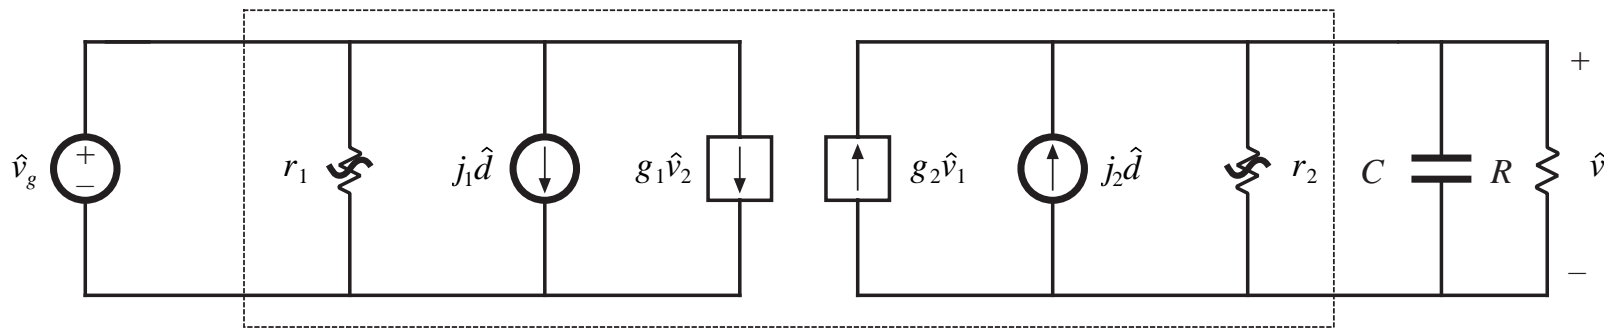 +
v̂g + − r₁ j₁d̂ g₁v̂₂ g₂v̂₁ j₂d̂ r₂ C R v̂
−